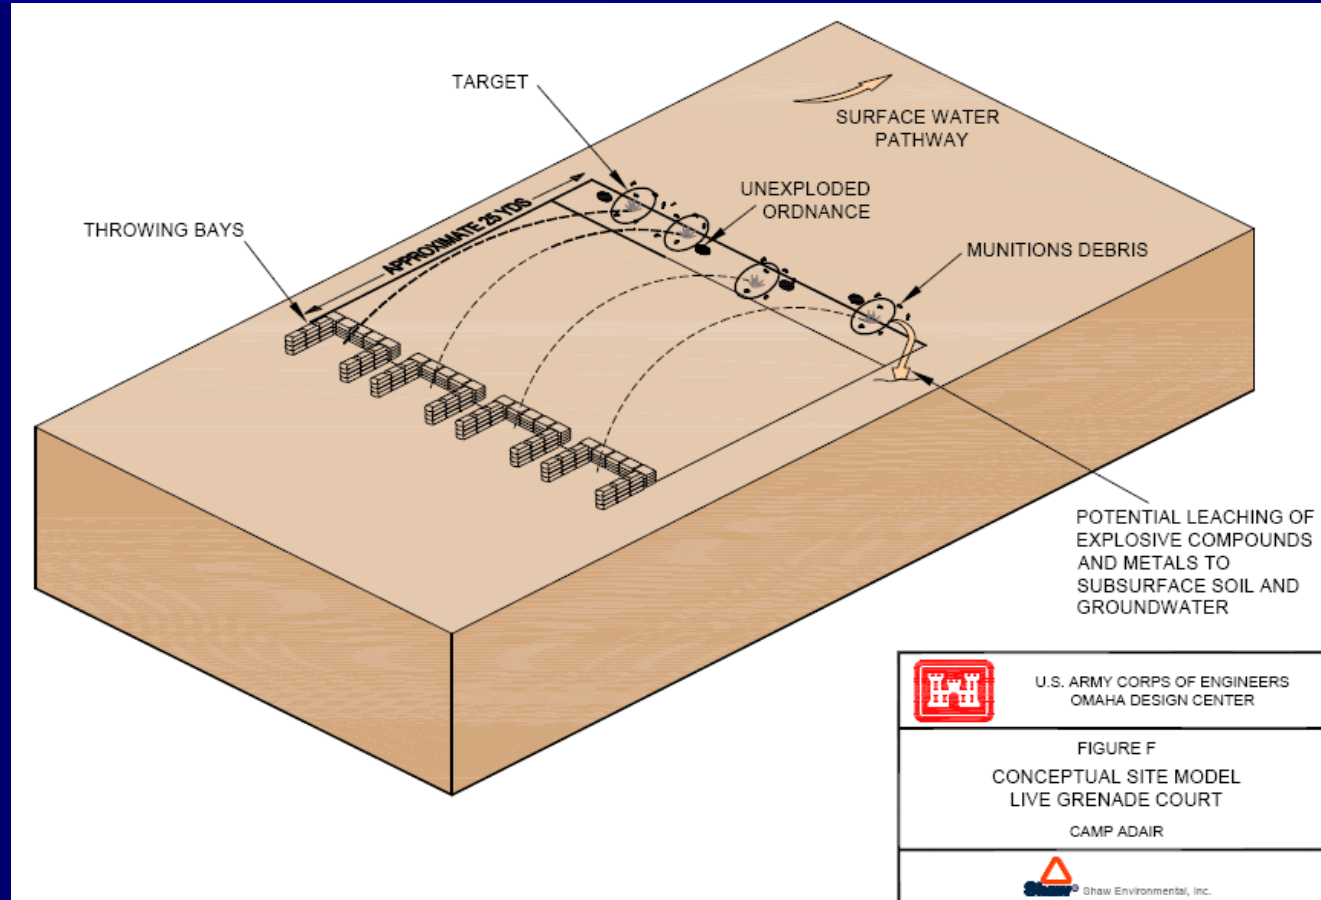 TARGET
SURFACE WATER
PATHWAY
UNEXPLODED
ORDNANCE
THROWING BAYS
APPROXIMATE 25 YDS
MUNITIONS DEBRIS
POTENTIAL LEACHING OF
EXPLOSIVE COMPOUNDS
AND METALS TO
SUBSURFACE SOIL AND
GROUNDWATER
U.S. ARMY CORPS OF ENGINEERS
OMAHA DESIGN CENTER
FIGURE F
CONCEPTUAL SITE MODEL
LIVE GRENADE COURT
CAMP ADAIR
Shaw® Shaw Environmental, Inc.